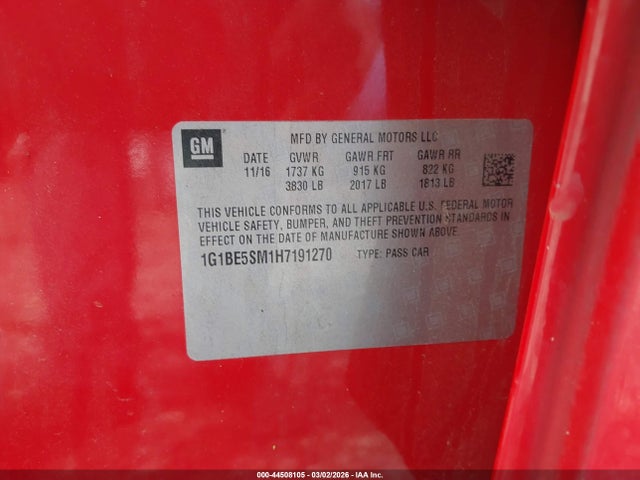 GM
MFD BY GENERAL MOTORS LLC
DATE GVWR GAWR FRT GAWR RR
11/16 1737 KG 915 KG 822 KG
3830 LB 2017 LB 1813 LB
THIS VEHICLE CONFORMS TO ALL APPLICABLE U.S. FEDERAL MOTOR
VEHICLE SAFETY, BUMPER, AND THEFT PREVENTION STANDARDS IN
EFFECT ON THE DATE OF MANUFACTURE SHOWN ABOVE.
1G1BE5SM1H7191270 TYPE: PASS CAR
000-44508105 - 03/02/2026 - IAA Inc.